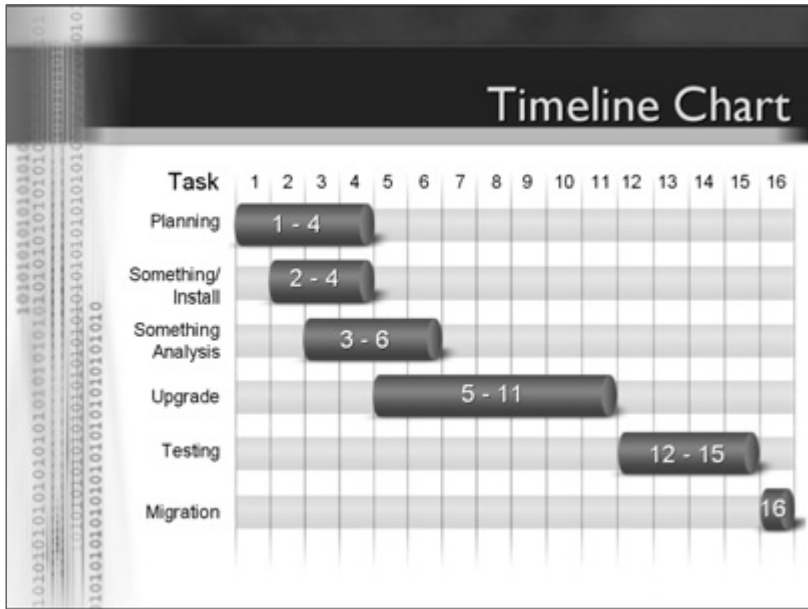 Timeline Chart
Task 1 2 3 4 5 6 7 8 9 10 11 12 13 14 15 16
Planning 1 - 4
Something/ 2 - 4
Install
Something 3 - 6
Analysis
Upgrade 5 - 11
Testing 12 - 15
Migration 16